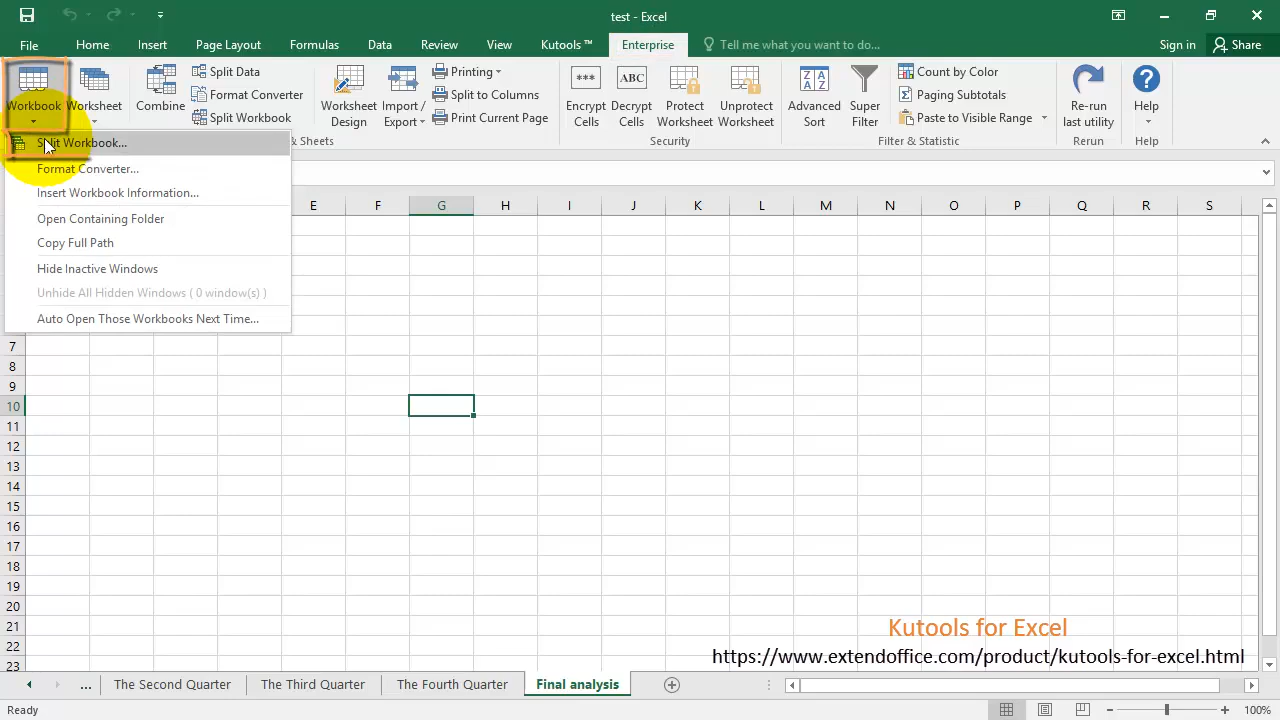 test - Excel
File Home Insert Page Layout Formulas Data Review View Kutools ™ Enterprise Tell me what you want to do... Sign in Share
Workbook
Worksheet
Combine
Split Data
Format Converter
Split Workbook
Worksheet Design
Import / Export
Printing
Split to Columns
Print Current Page
Encrypt Cells
Decrypt Cells
Protect Worksheet
Unprotect Worksheet
Advanced Sort
Super Filter
Count by Color
Paging Subtotals
Paste to Visible Range
Re-run last utility
Help
& Sheets
Security
Filter & Statistic
Rerun
Help
Split Workbook...
Format Converter...
Insert Workbook Information...
Open Containing Folder
Copy Full Path
Hide Inactive Windows
Unhide All Hidden Windows ( 0 window(s) )
Auto Open Those Workbooks Next Time...
E F G H I J K L M N O P Q R S
7
8
9
10
11
12
13
14
15
16
17
18
19
20
21
22
23
Kutools for Excel
https://www.extendoffice.com/product/kutools-for-excel.html
... The Second Quarter The Third Quarter The Fourth Quarter Final analysis
Ready 100%